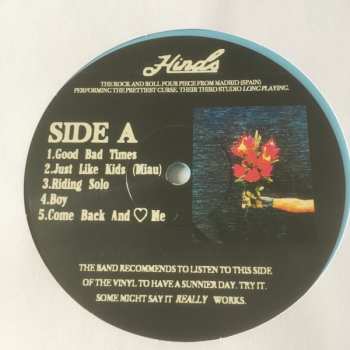 Hinds
THE ROCK AND ROLL FOUR PIECE FROM MADRID (SPAIN)
PERFORMING THE PRETTIEST CURSE, THEIR THIRD STUDIO LONG PLAYING.
SIDE A
1.Good Bad Times
2.Just Like Kids (Miau)
3.Riding Solo
4.Boy
5.Come Back And ♡ Me
THE BAND RECOMMENDS TO LISTEN TO THIS SIDE
OF THE VINYL TO HAVE A SUNNIER DAY. TRY IT.
SOME MIGHT SAY IT REALLY WORKS.